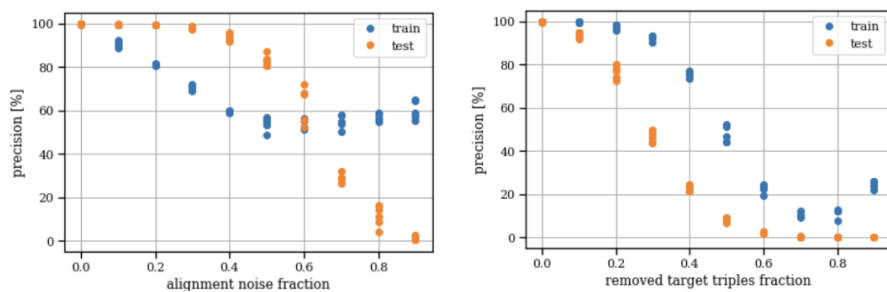 100
80
60
40
20
0
precision [%]
train
test
0.0 0.2 0.4 0.6 0.8
alignment noise fraction
100
80
60
40
20
0
precision [%]
train
test
0.0 0.2 0.4 0.6 0.8
removed target triples fraction